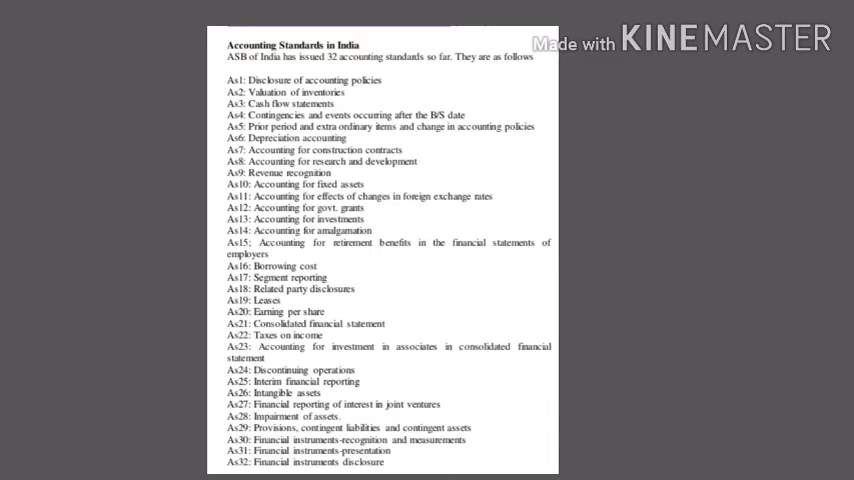 Accounting Standards in India
ASB of India has issued 32 accounting standards so far. They are as follows
Made with KINEMASTER
As1: Disclosure of accounting policies
As2: Valuation of inventories
As3: Cash flow statements
As4: Contingencies and events occurring after the B/S date
As5: Prior period and extra ordinary items and change in accounting policies
As6: Depreciation accounting
As7: Accounting for construction contracts
As8: Accounting for research and development
As9: Revenue recognition
As10: Accounting for fixed assets
As11: Accounting for effects of changes in foreign exchange rates
As12: Accounting for govt. grants
As13: Accounting for investments
As14: Accounting for amalgamation
As15; Accounting for retirement benefits in the financial statements of
employers
As16: Borrowing cost
As17: Segment reporting
As18: Related party disclosures
As19: Leases
As20: Earning per share
As21: Consolidated financial statement
As22: Taxes on income
As23: Accounting for investment in associates in consolidated financial
statement
As24: Discontinuing operations
As25: Interim financial reporting
As26: Intangible assets
As27: Financial reporting of interest in joint ventures
As28: Impairment of assets.
As29: Provisions, contingent liabilities and contingent assets
As30: Financial instruments-recognition and measurements
As31: Financial instruments-presentation
As32: Financial instruments disclosure